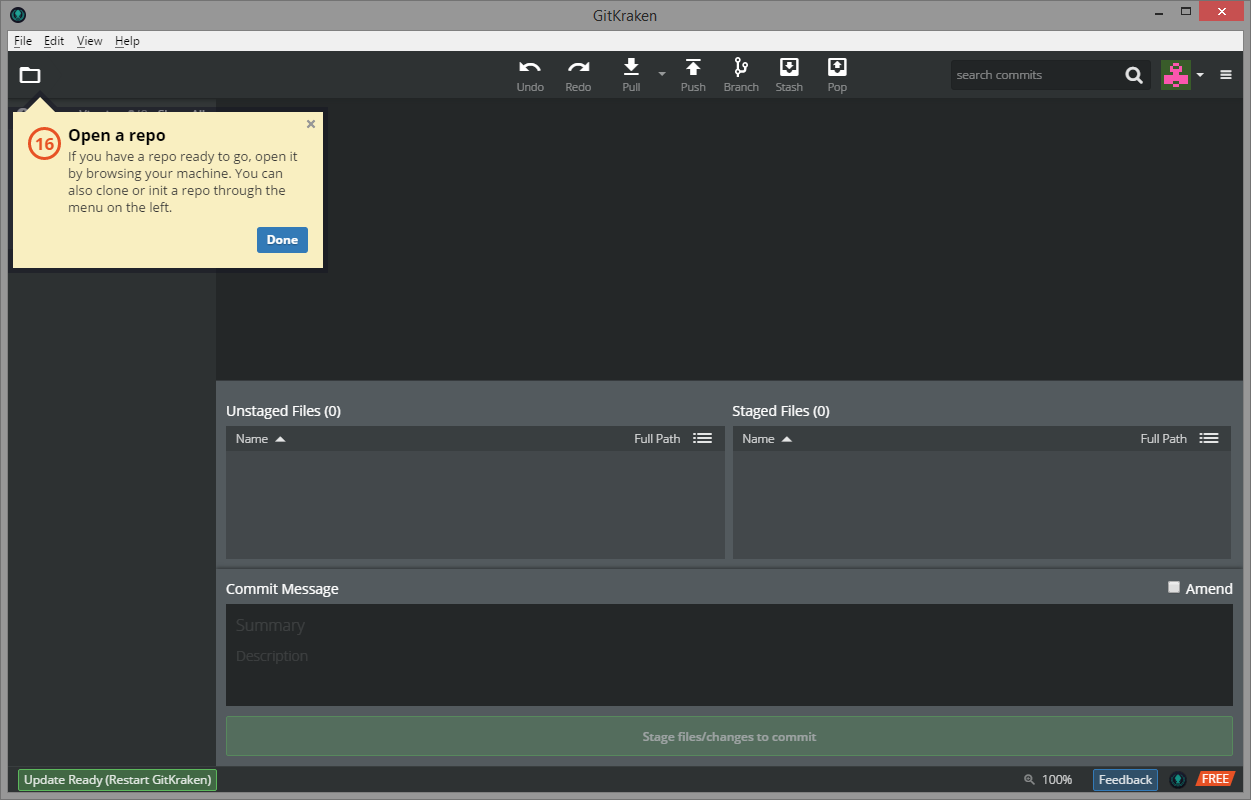 GitKraken
File Edit View Help
Undo Redo Pull Push Branch Stash Pop
search commits
16
Open a repo
If you have a repo ready to go, open it
by browsing your machine. You can
also clone or init a repo through the
menu on the left.
Done
Unstaged Files (0)
Name Full Path
Staged Files (0)
Name Full Path
Commit Message
Amend
Summary
Description
Stage files/changes to commit
Update Ready (Restart GitKraken)
100%
Feedback
FREE